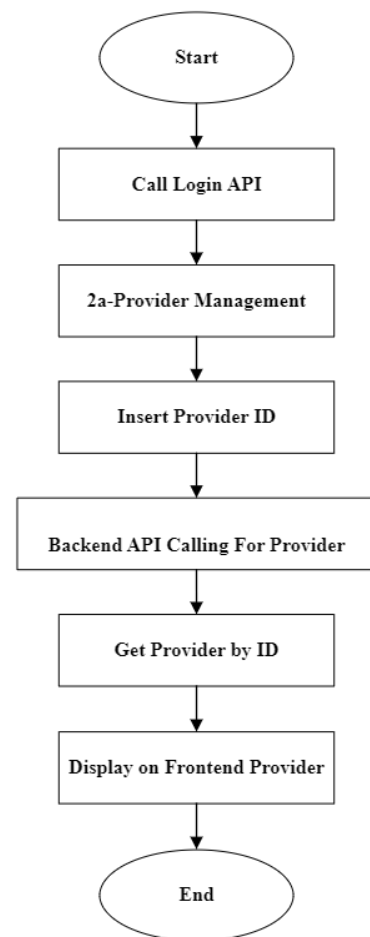 Start
Call Login API
2a-Provider Management
Insert Provider ID
Backend API Calling For Provider
Get Provider by ID
Display on Frontend Provider
End